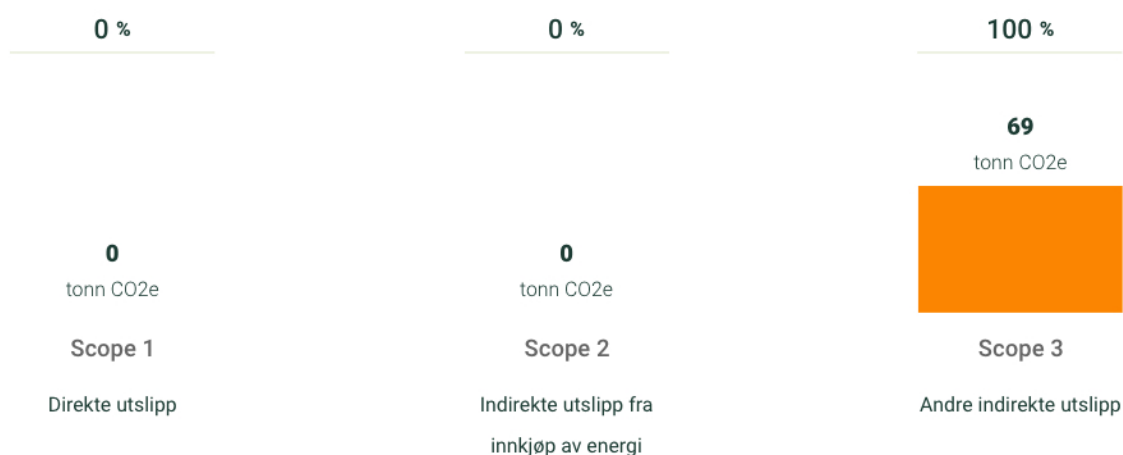 0 %
0 %
100 %
69
tonn CO2e
0
tonn CO2e
0
tonn CO2e
Scope 1
Scope 2
Scope 3
Direkte utslipp
Indirekte utslipp fra
innkjøp av energi
Andre indirekte utslipp